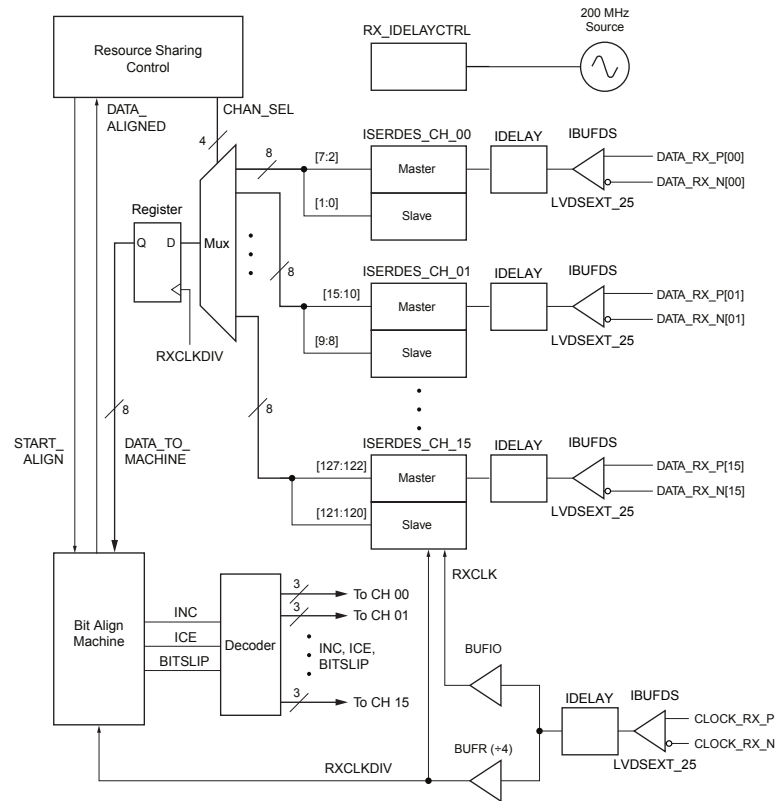 200 MHz
Source
RX_IDELAYCTRL
Resource Sharing
Control
DATA_
ALIGNED
CHAN_SEL
4
8
[7:2]
[1:0]
ISERDES_CH_00
Master
Slave
IDELAY
IBUFDS
DATA_RX_P[00]
DATA_RX_N[00]
LVDSEXT_25
Register
Q
D
Mux
RXCLKDIV
8
[15:10]
[9:8]
ISERDES_CH_01
Master
Slave
IDELAY
IBUFDS
DATA_RX_P[01]
DATA_RX_N[01]
LVDSEXT_25
8
START_
ALIGN
DATA_TO_
MACHINE
8
[127:122]
[121:120]
ISERDES_CH_15
Master
Slave
IDELAY
IBUFDS
DATA_RX_P[15]
DATA_RX_N[15]
LVDSEXT_25
RXCLK
Bit Align
Machine
INC
ICE
BITSLIP
Decoder
3
To CH 00
3
To CH 01
INC, ICE,
BITSLIP
3
To CH 15
BUFIO
IDELAY
IBUFDS
CLOCK_RX_P
CLOCK_RX_N
LVDSEXT_25
BUFR (÷4)
RXCLKDIV